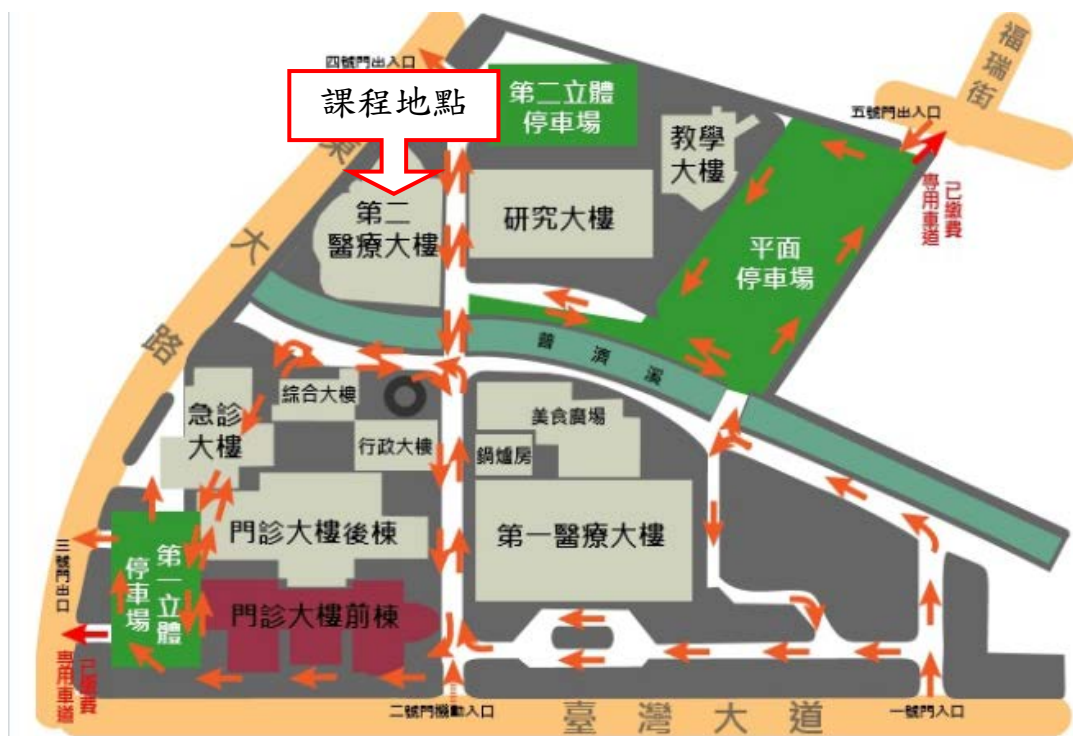 福瑞街
四號門出入口
課程地點
第二立體
停車場
五號門出入口
教學
大樓
已繳費
專用車道
東
大
路
第二
醫療大樓
研究大樓
平面
停車場
普濟溪
綜合大樓
急診
大樓
行政大樓
美食廣場
鍋爐房
門診大樓後棟
第一醫療大樓
三號門出口
第一立體
停車場
門診大樓前棟
已繳費
專用車道
二號門機動入口
臺灣大道
一號門入口